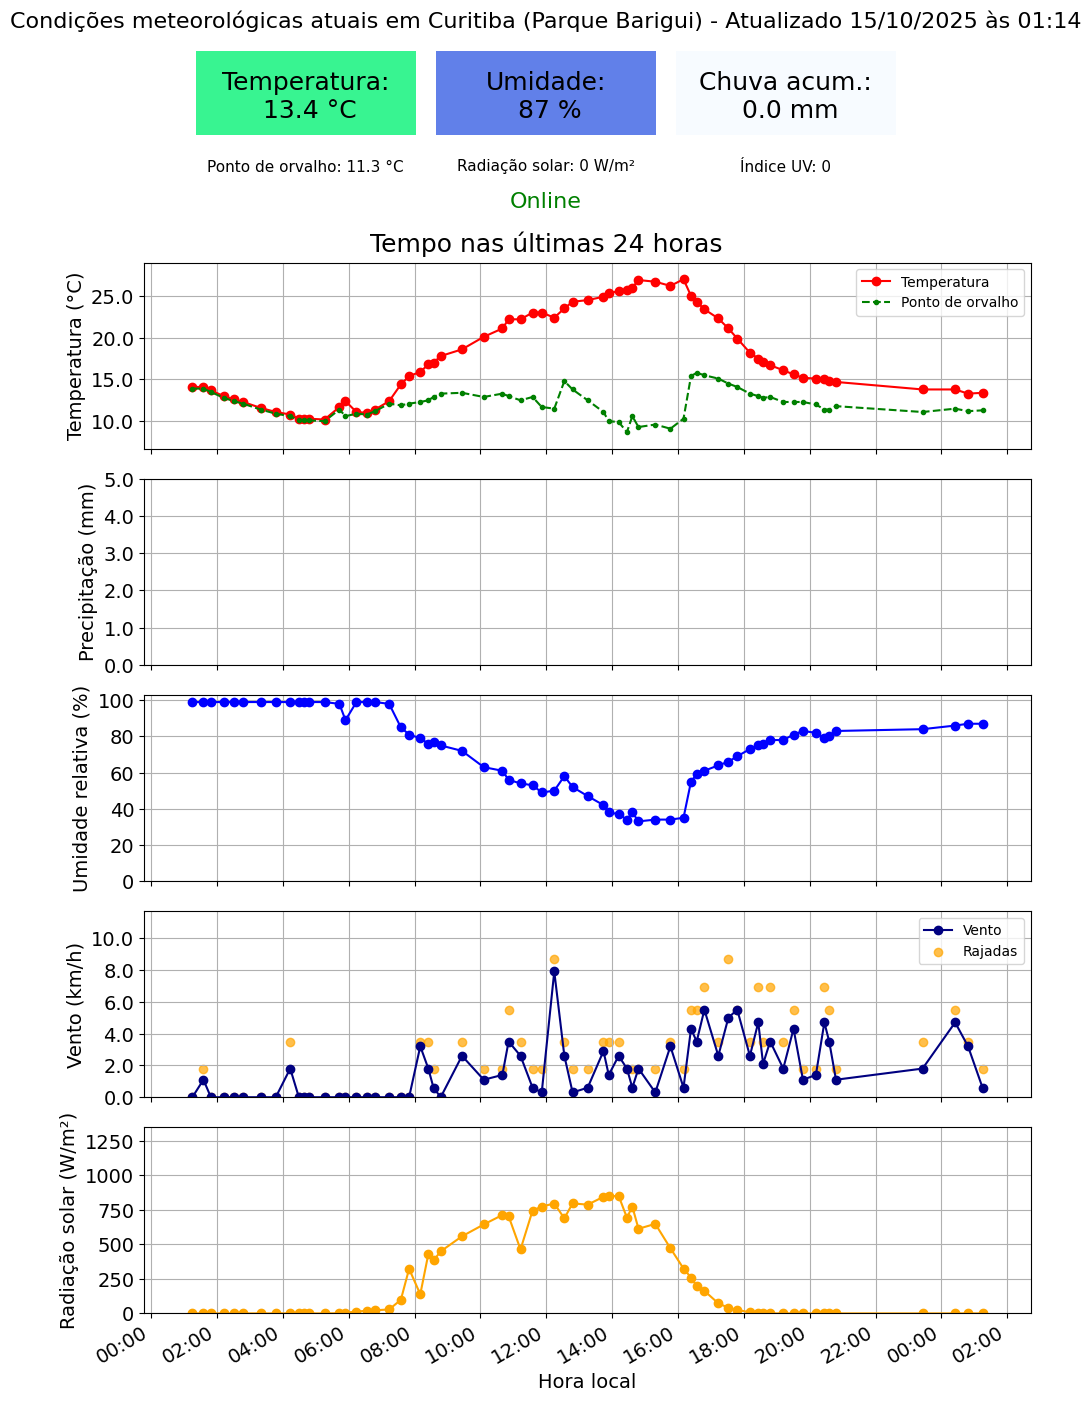 Condições meteorológicas atuais em Curitiba (Parque Barigui) - Atualizado 15/10/2025 às 01:14
Temperatura:
13.4 °C
Umidade:
87 %
Chuva acum.:
0.0 mm
Ponto de orvalho: 11.3 °C
Radiação solar: 0 W/m²
Índice UV: 0
Online
Tempo nas últimas 24 horas
Temperatura (°C)
25.0
20.0
15.0
10.0
Temperatura
Ponto de orvalho
Precipitação (mm)
5.0
4.0
3.0
2.0
1.0
0.0
Umidade relativa (%)
100
80
60
40
20
0
Vento (km/h)
10.0
8.0
6.0
4.0
2.0
0.0
Vento
Rajadas
Radiação solar (W/m²)
1250
1000
750
500
250
0
00:00
02:00
04:00
06:00
08:00
10:00
12:00
14:00
16:00
18:00
20:00
22:00
00:00
02:00
Hora local